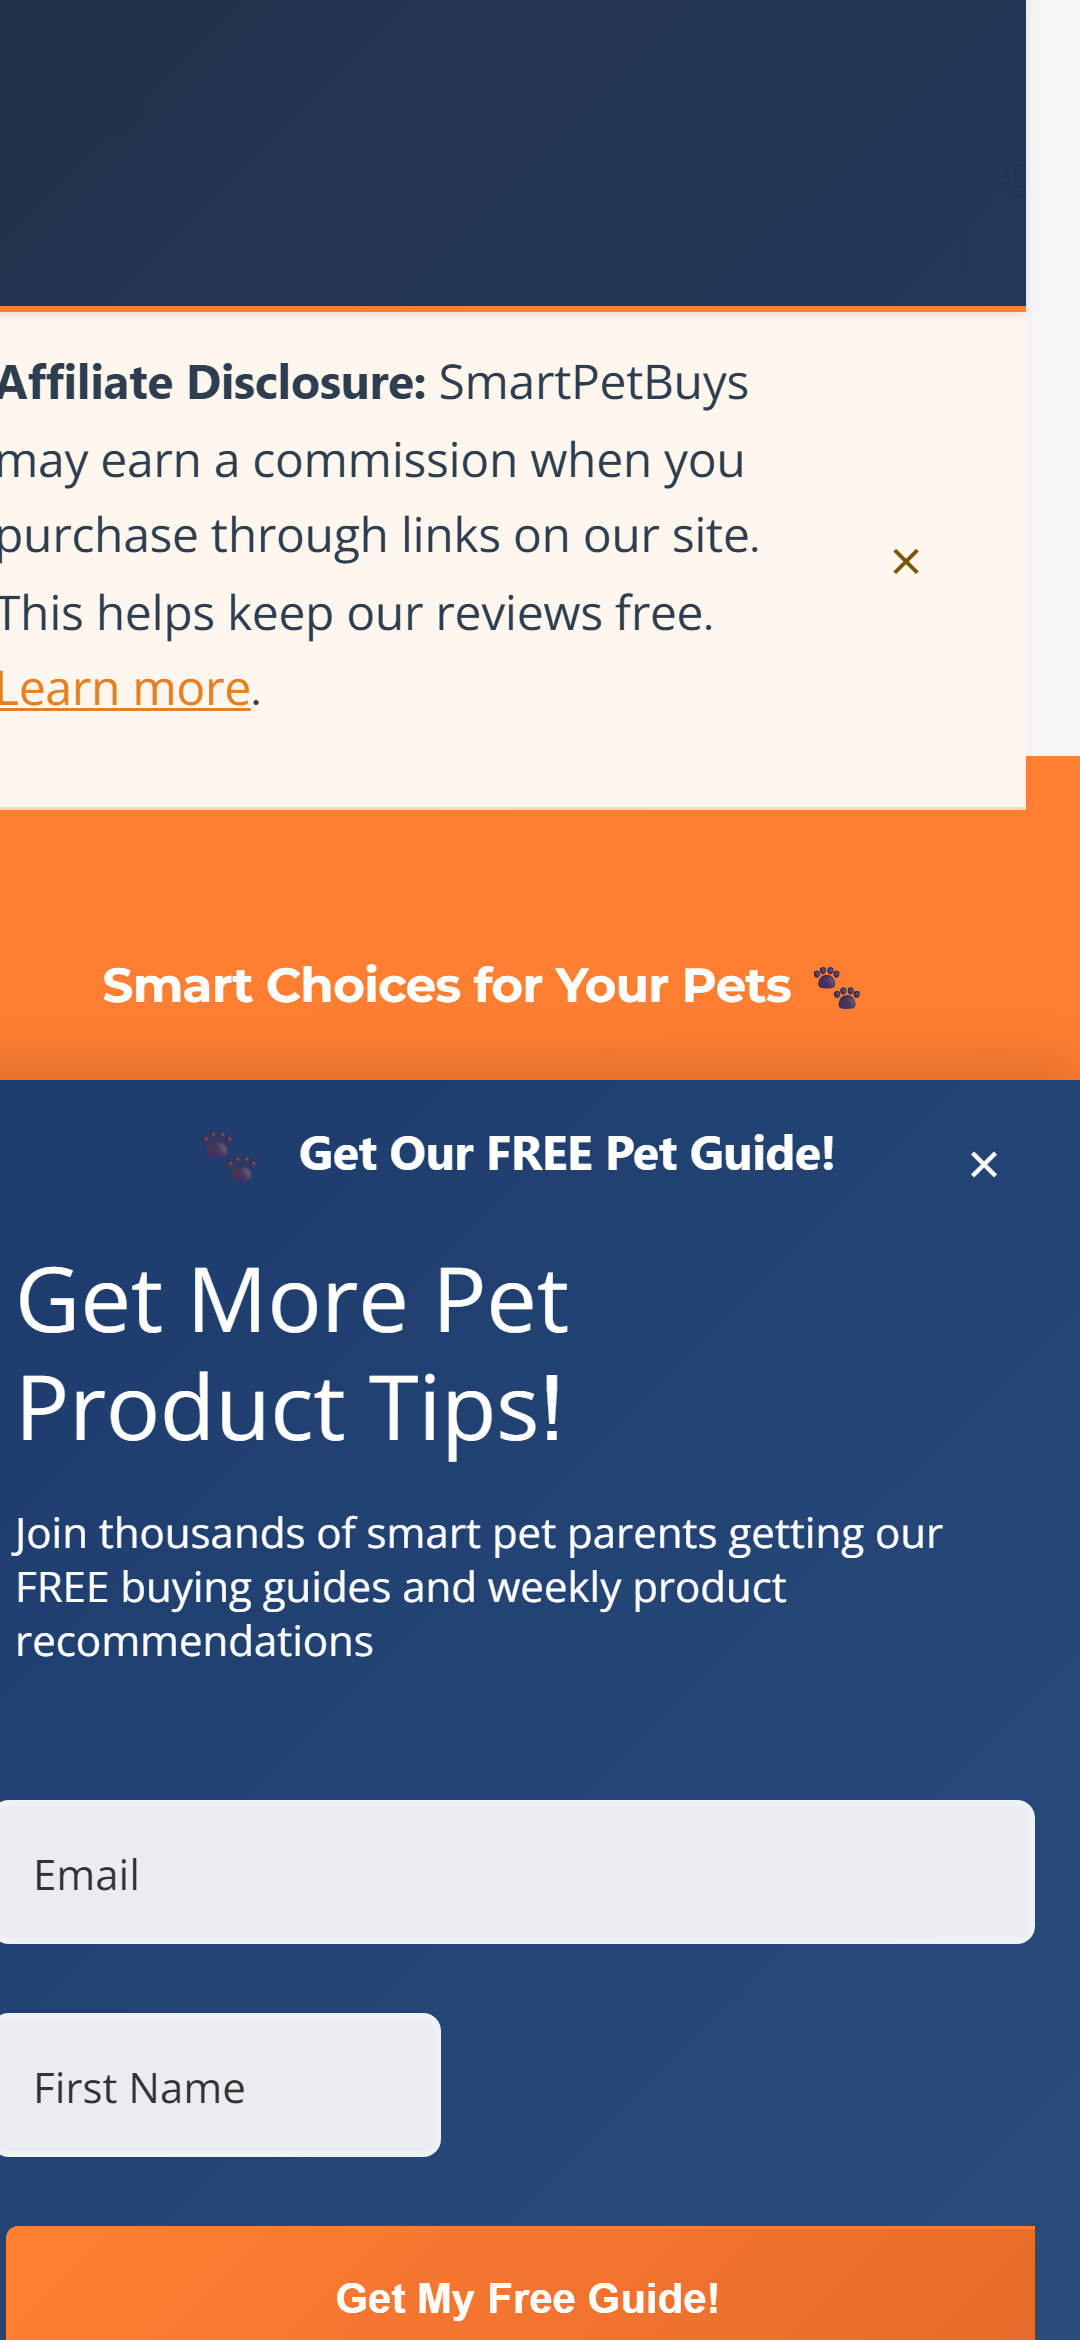 Affiliate Disclosure: SmartPetBuys
may earn a commission when you
purchase through links on our site.
This helps keep our reviews free.
Learn more.
×
Smart Choices for Your Pets 🐾
🐾 Get Our FREE Pet Guide!
×
Get More Pet
Product Tips!
Join thousands of smart pet parents getting our
FREE buying guides and weekly product
recommendations
Email
First Name
Get My Free Guide!